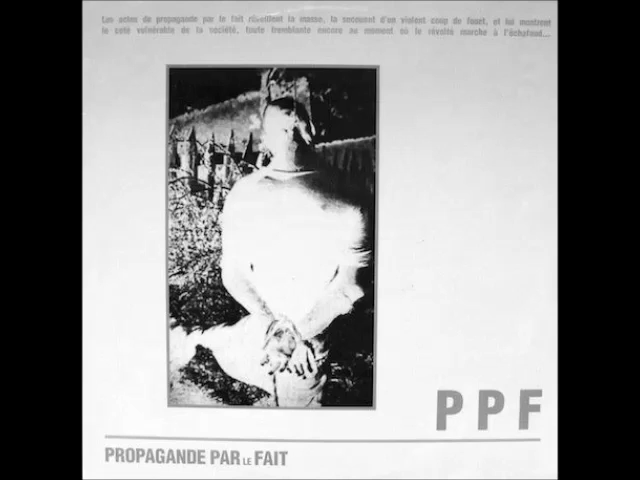 Les actes de propagande par le fait réveillent la masse, la secouent d'un violent coup de fouet, et lui montrent
le coté vulnérable de la société, toute tremblante encore au moment où le révolté marche à l'échafaud...
PPF
PROPAGANDE PAR LE FAIT